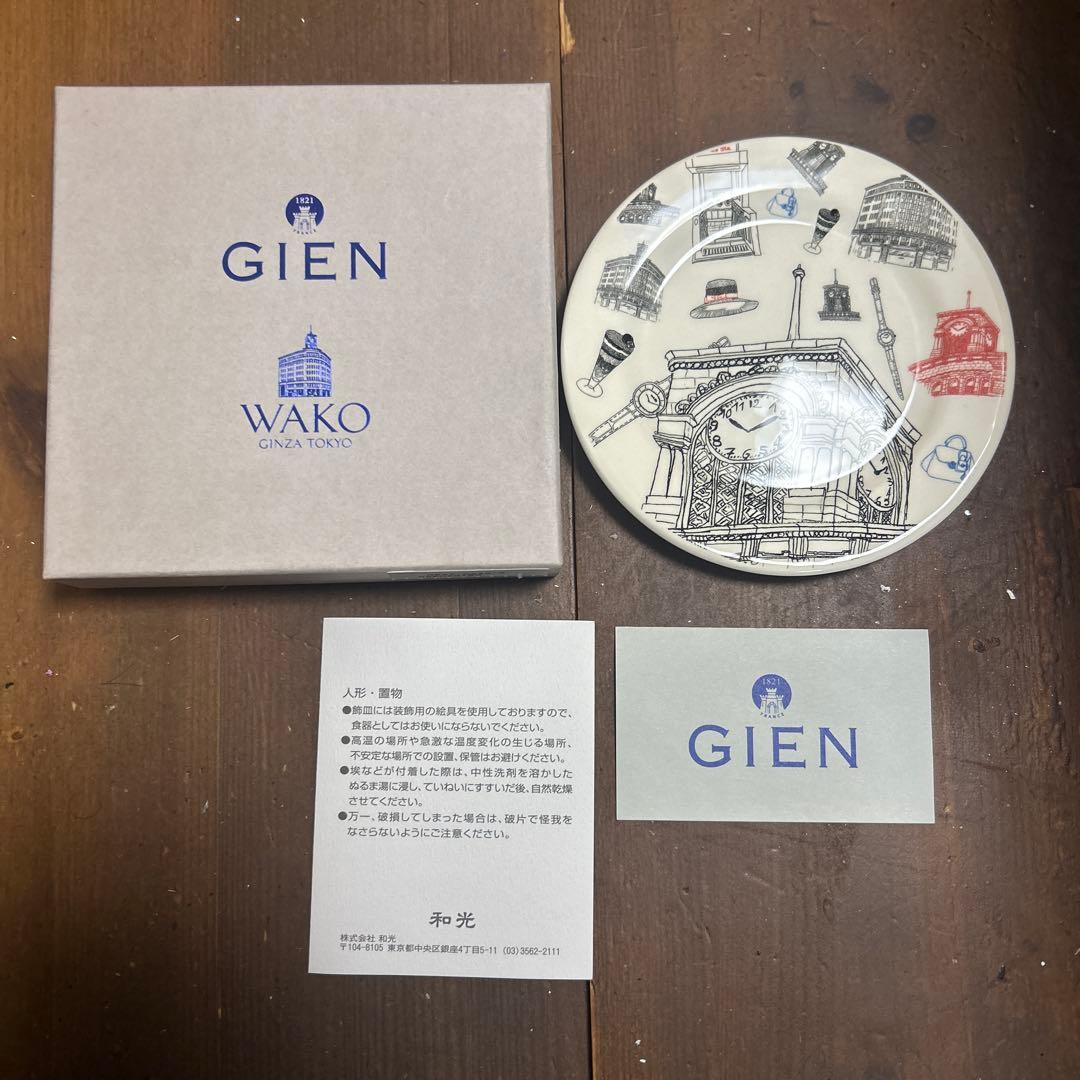 1821
FRANCE
GIEN
WAKO
GINZA TOKYO
10 11 12 1
9
8
7 6 5
人形・置物
●飾皿には装飾用の絵具を使用しておりますので、
食器としてはお使いにならないでください。
●高温の場所や急激な温度変化の生じる場所、
不安定な場所での設置、保管はお避けください。
●埃などが付着した際は、中性洗剤を溶かした
ぬるま湯に浸し、ていねいにすすいだ後、自然乾燥
させてください。
●万一、破損してしまった場合は、破片で怪我を
なさらないようにご注意ください。
和光
株式会社 和光
〒104-8105 東京都中央区銀座4丁目5-11 (03)3562-2111
1821
FRANCE
GIEN